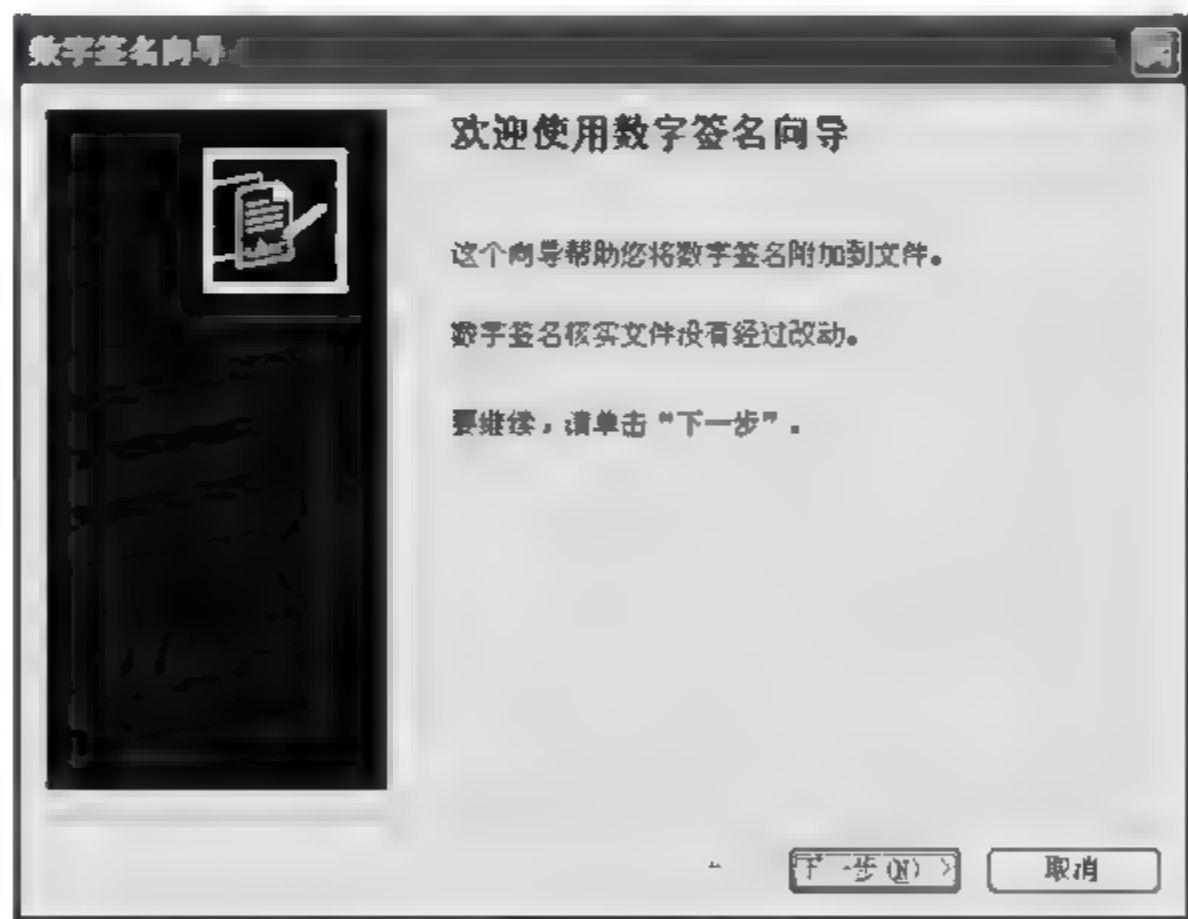 数字签名向导
欢迎使用数字签名向导
这个向导帮助您将数字签名附加到文件。
数字签名核实文件没有经过改动。
要继续，请单击“下一步”.
下一步(N) >
取消